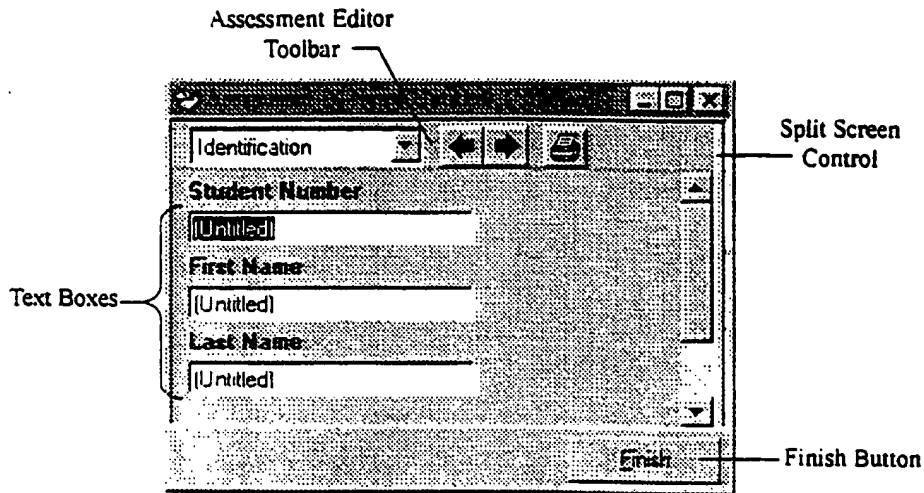 Assessment Editor
Toolbar
Identification
Split Screen
Control
Student Number
[Untitled]
First Name
Text Boxes
[Untitled]
Last Name
[Untitled]
Finish
Finish Button